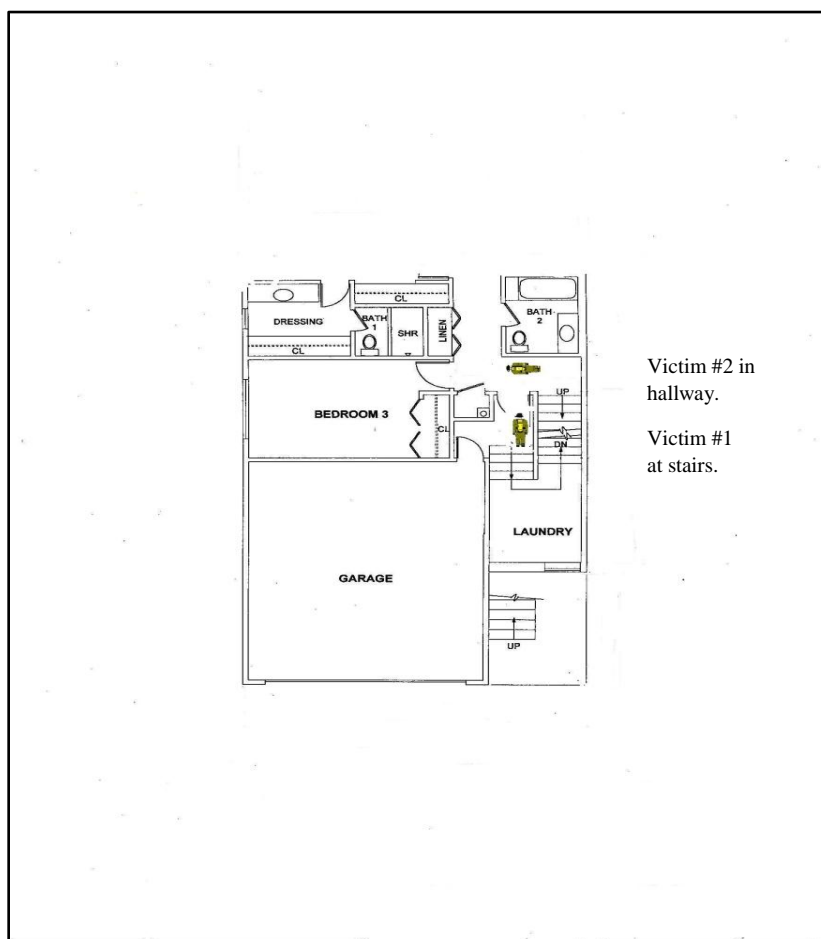 CL
DRESSING
BATH
1
SHR
LINEN
BATH
2
CL
Victim #2 in
hallway.
UP
BEDROOM 3
CL
Victim #1
at stairs.
DN
LAUNDRY
GARAGE
UP